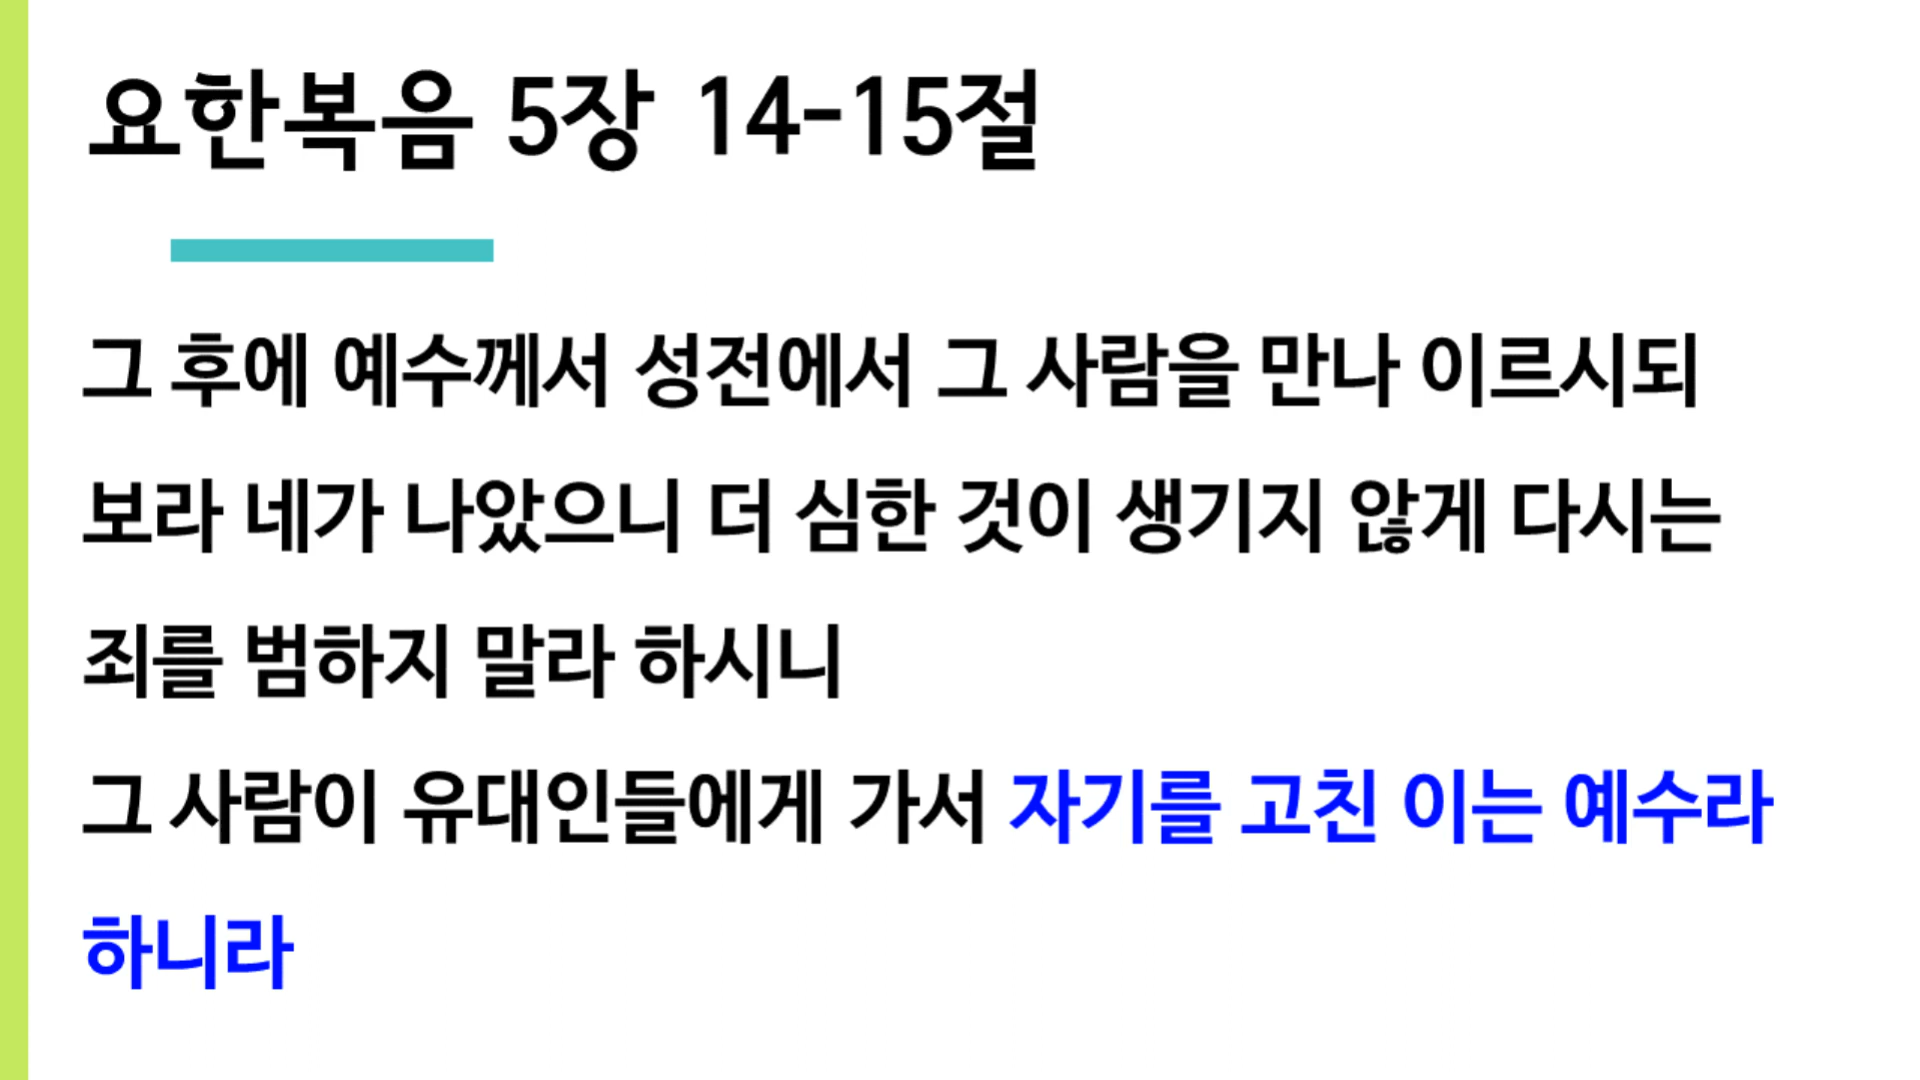 요한복음 5장 14-15절
그 후에 예수께서 성전에서 그 사람을 만나 이르시되
보라 네가 나았으니 더 심한 것이 생기지 않게 다시는
죄를 범하지 말라 하시니
그 사람이 유대인들에게 가서 자기를 고친 이는 예수라
하니라